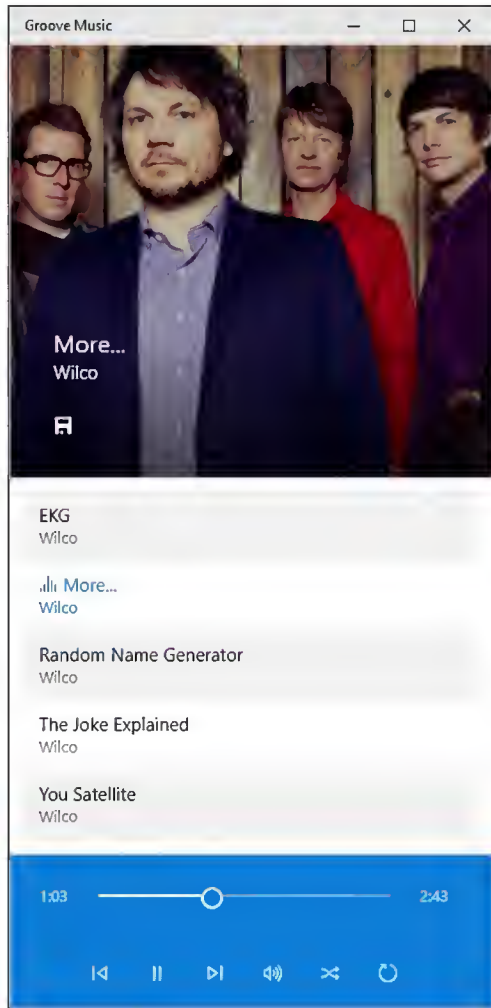 Groove Music
More...
Wilco
EKG
Wilco
More...
Wilco
Random Name Generator
Wilco
The Joke Explained
Wilco
You Satellite
Wilco
1:03 2:43